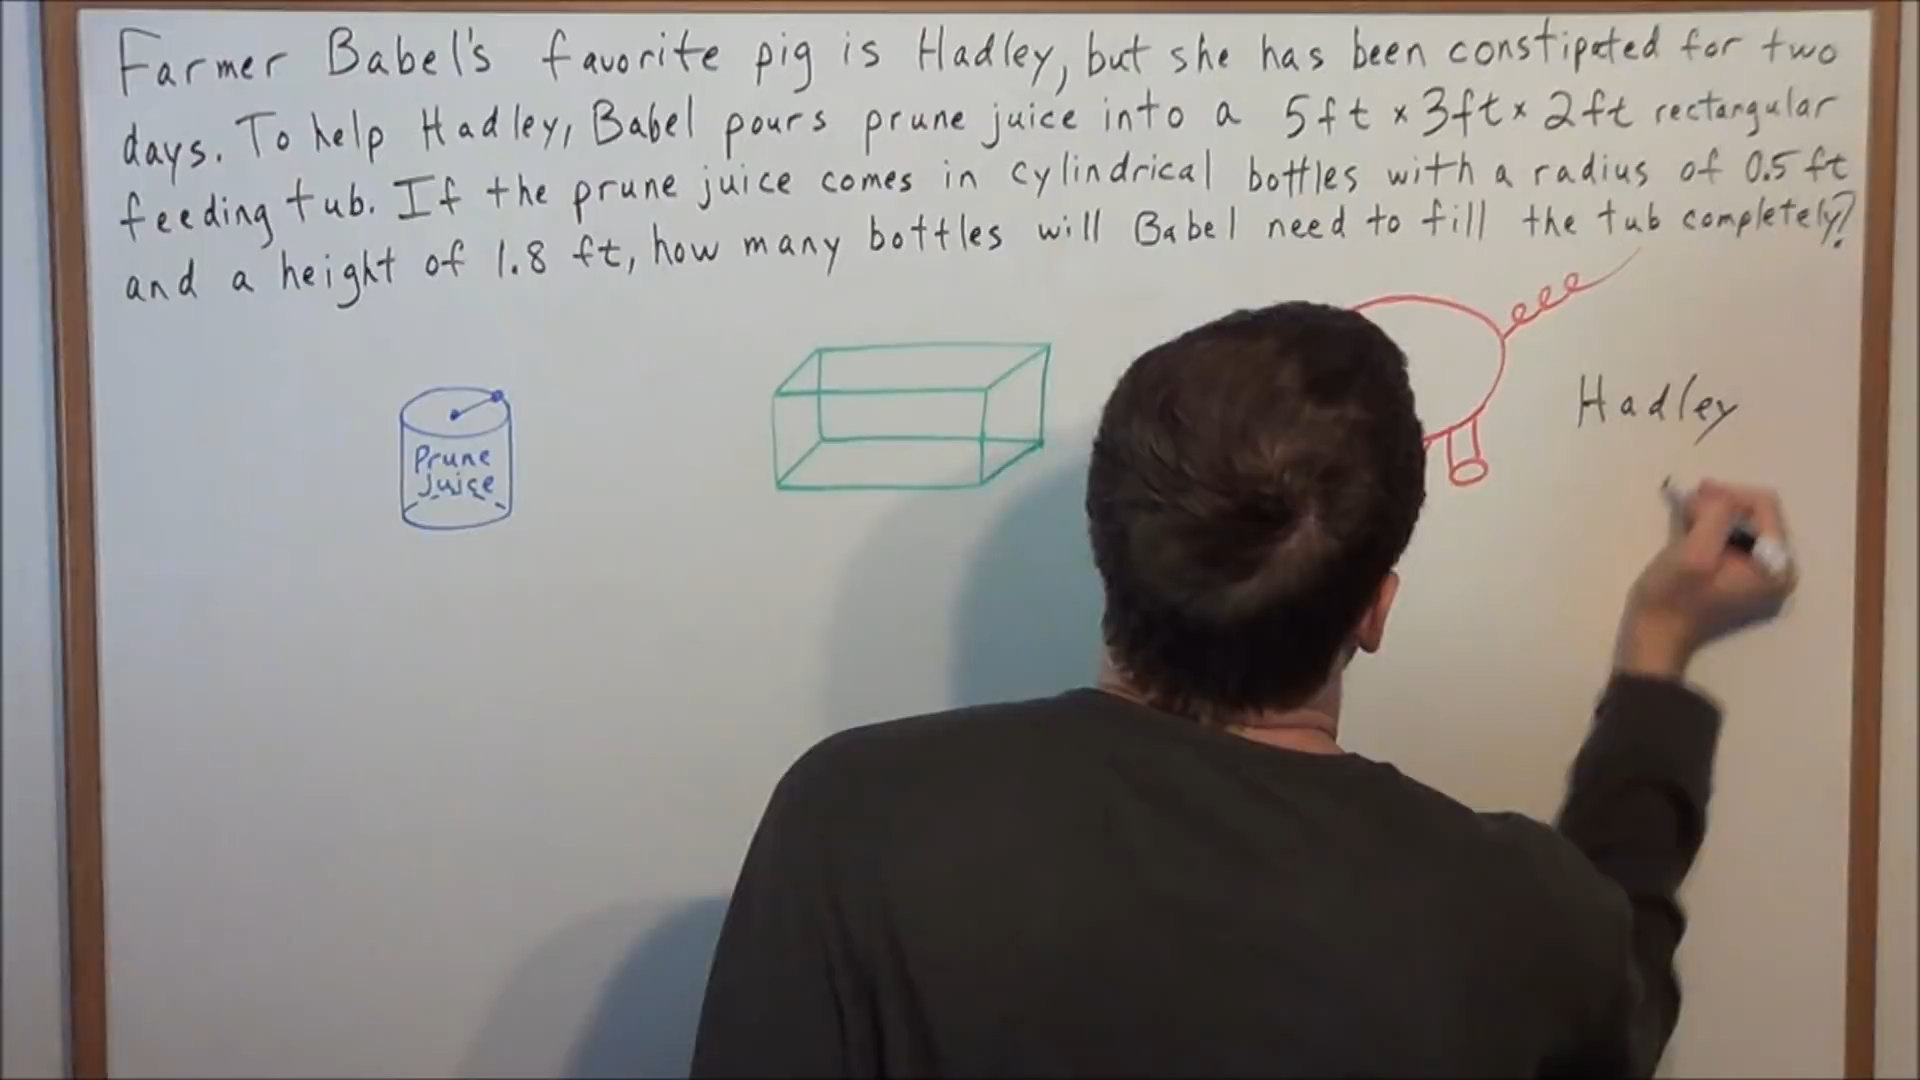 Farmer Babel's favorite pig is Hadley, but she has been constipated for two
days. To help Hadley, Babel pours prune juice into a 5ft x 3ft x 2ft rectangular
feeding tub. If the prune juice comes in cylindrical bottles with a radius of 0.5 ft
and a height of 1.8 ft, how many bottles will Babel need to fill the tub completely?
Prune
Juice
Hadley